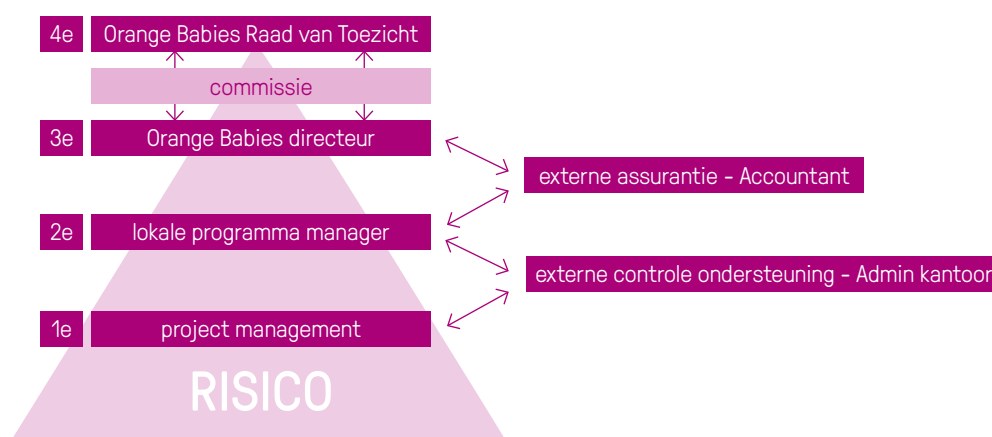 4e Orange Babies Raad van Toezicht
commissie
3e Orange Babies directeur
externe assurantie - Accountant
2e lokale programma manager
externe controle ondersteuning - Admin kantoor
1e project management
RISICO